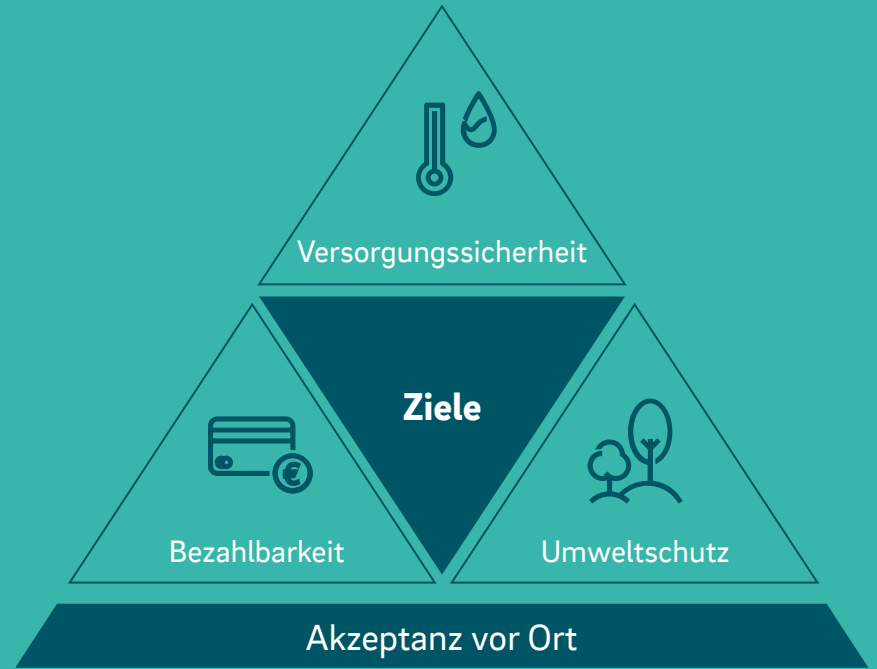 Versorgungssicherheit
Ziele
Bezahlbarkeit
Umweltschutz
Akzeptanz vor Ort